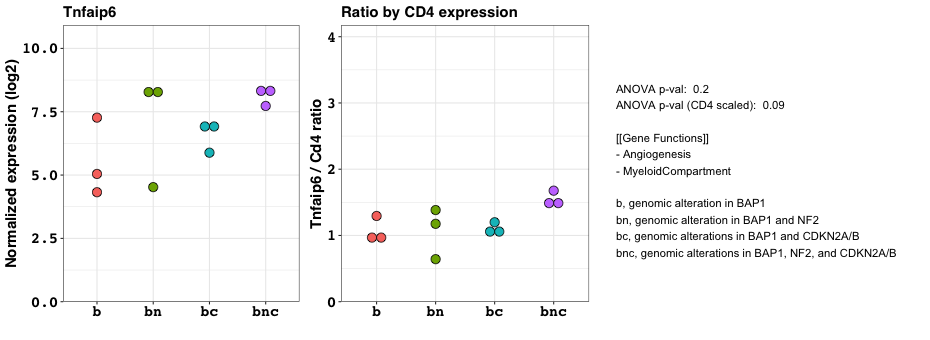 Tnfaip6
Normalized expression (log2)
10.0
7.5
5.0
2.5
0.0
b bn bc bnc
Ratio by CD4 expression
Tnfaip6 / Cd4 ratio
4
3
2
1
0
b bn bc bnc
ANOVA p-val: 0.2
ANOVA p-val (CD4 scaled): 0.09
[[Gene Functions]]
- Angiogenesis
- MyeloidCompartment
b, genomic alteration in BAP1
bn, genomic alteration in BAP1 and NF2
bc, genomic alterations in BAP1 and CDKN2A/B
bnc, genomic alterations in BAP1, NF2, and CDKN2A/B